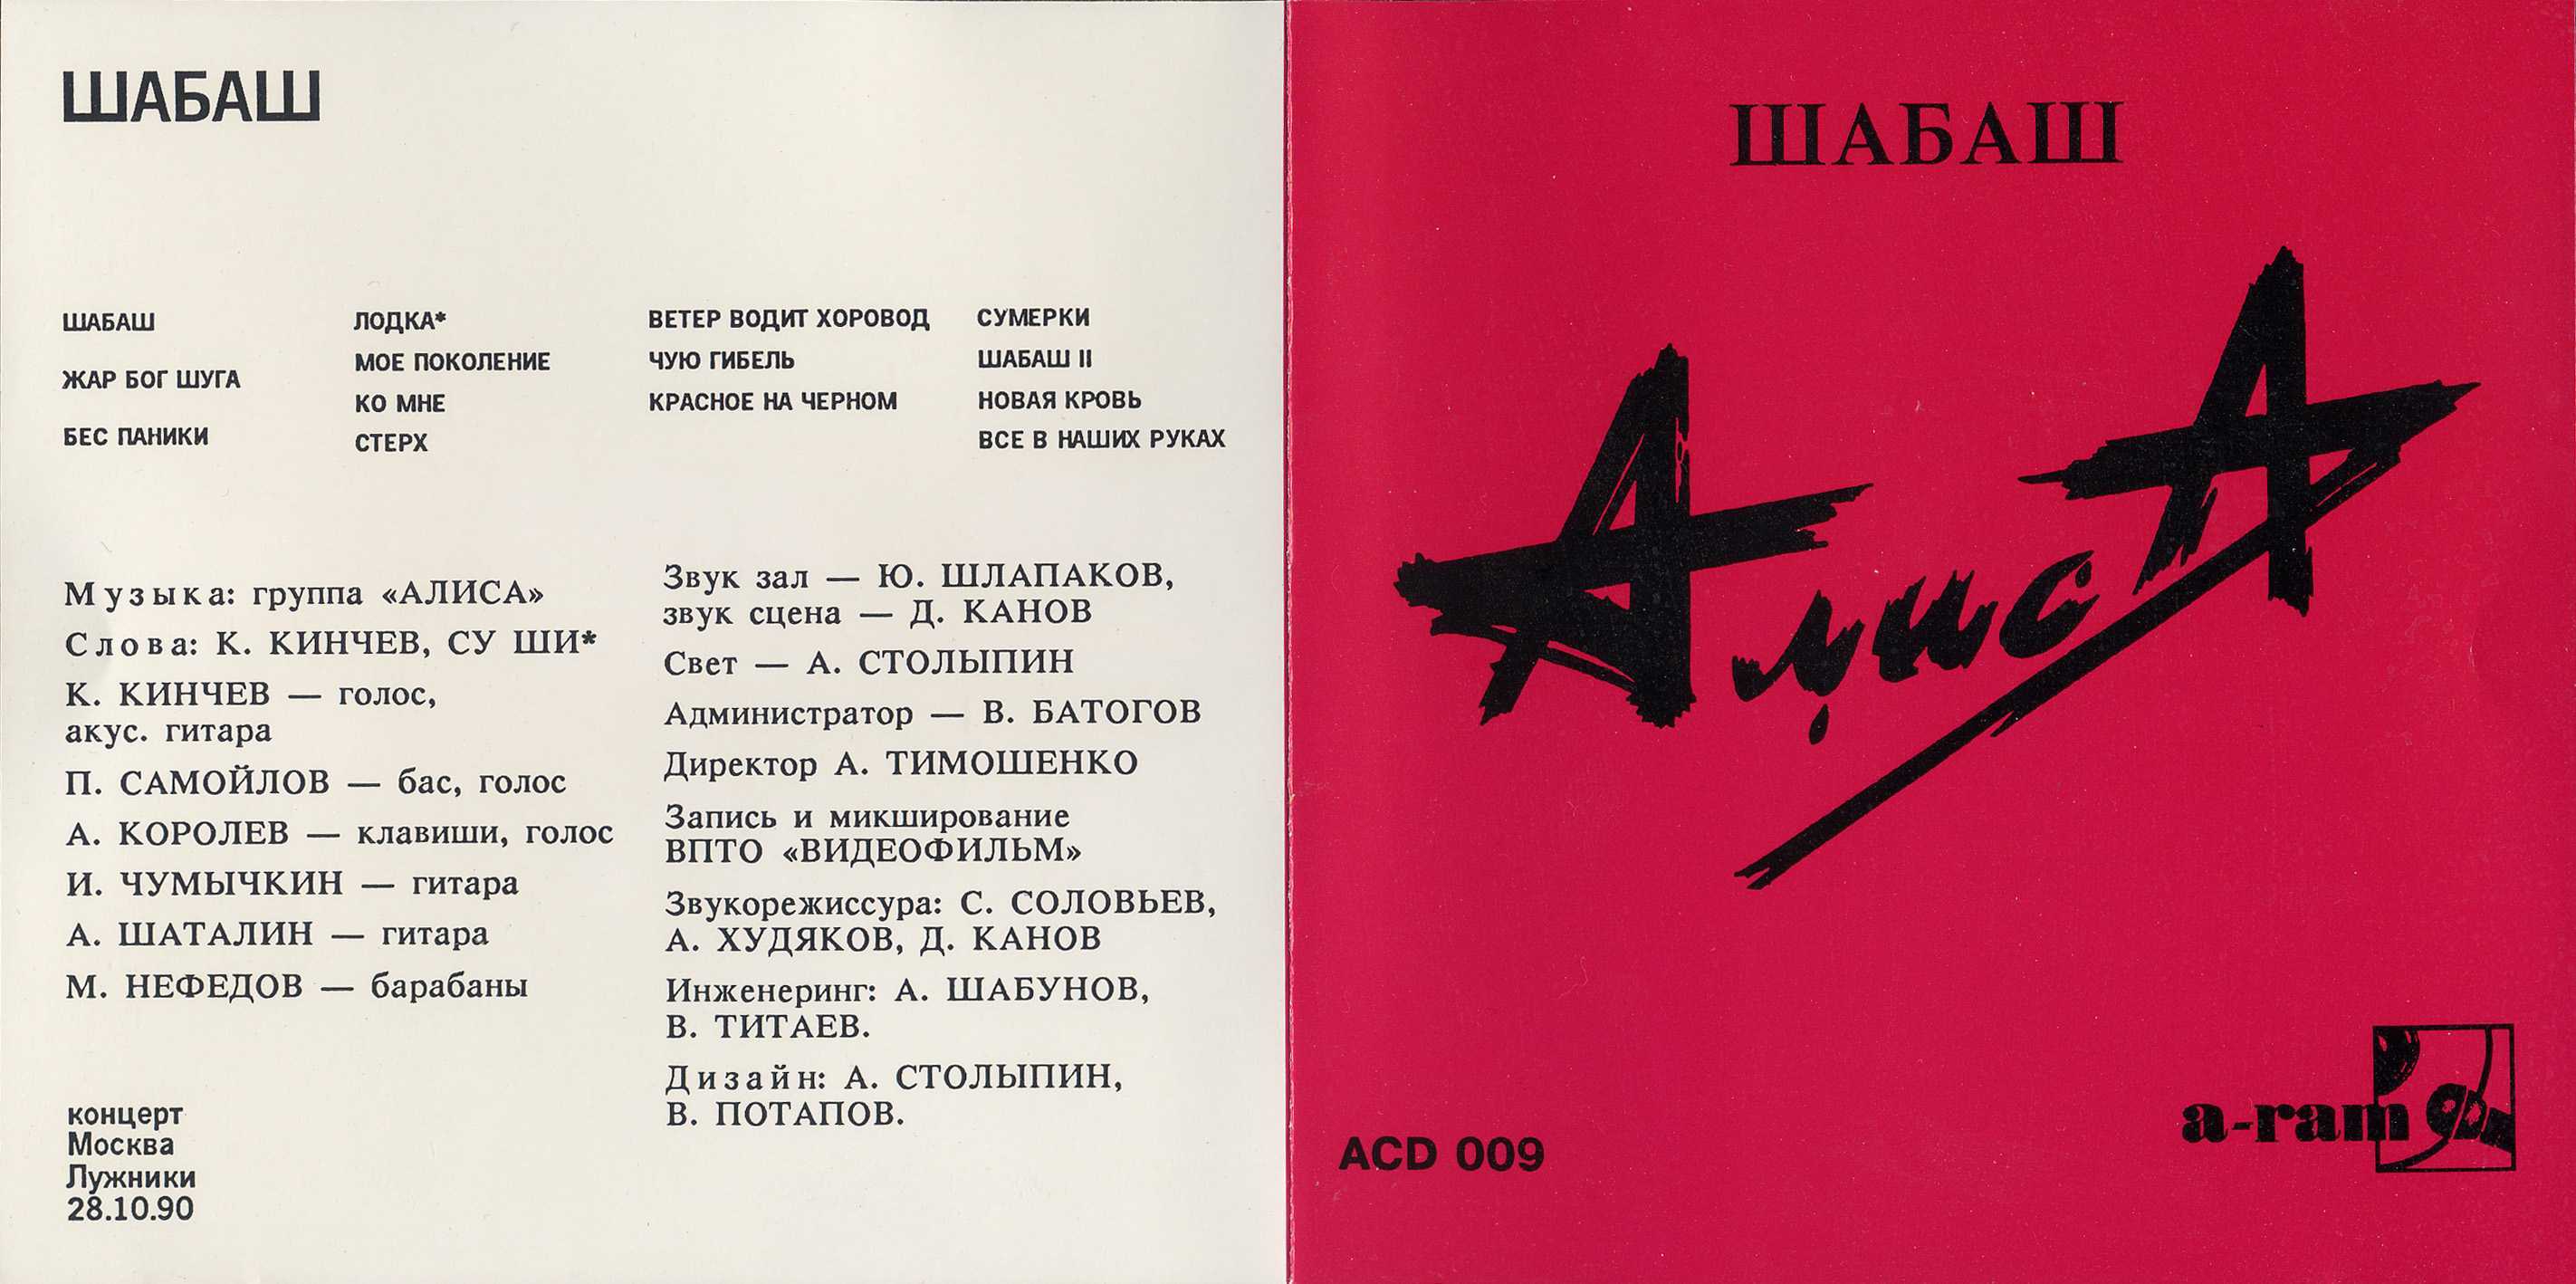 ШАБАШ
ШАБАШ
ЖАР БОГ ШУГА
БЕС ПАНИКИ
ЛОДКА*
МОЕ ПОКОЛЕНИЕ
КО МНЕ
СТЕРХ
ВЕТЕР ВОДИТ ХОРОВОД
ЧУЮ ГИБЕЛЬ
КРАСНОЕ НА ЧЕРНОМ
СУМЕРКИ
ШАБАШ II
НОВАЯ КРОВЬ
ВСЕ В НАШИХ РУКАХ
Музыка: группа «АЛИСА»
Слова: К. КИНЧЕВ, СУ ШИ*
К. КИНЧЕВ — голос,
акус. гитара
П. САМОЙЛОВ — бас, голос
А. КОРОЛЕВ — клавиши, голос
И. ЧУМЫЧКИН — гитара
А. ШАТАЛИН — гитара
М. НЕФЕДОВ — барабаны
концерт
Москва
Лужники
28.10.90
Звук зал — Ю. ШЛАПАКОВ,
звук сцена — Д. КАНОВ
Свет — А. СТОЛЫПИН
Администратор — В. БАТОГОВ
Директор А. ТИМОШЕНКО
Запись и микширование
ВПТО «ВИДЕОФИЛЬМ»
Звукорежиссура: С. СОЛОВЬЕВ,
А. ХУДЯКОВ, Д. КАНОВ
Инженеринг: А. ШАБУНОВ,
В. ТИТАЕВ.
Дизайн: А. СТОЛЫПИН,
В. ПОТАПОВ.
ШАБАШ
АлисА
ACD 009
a-ram